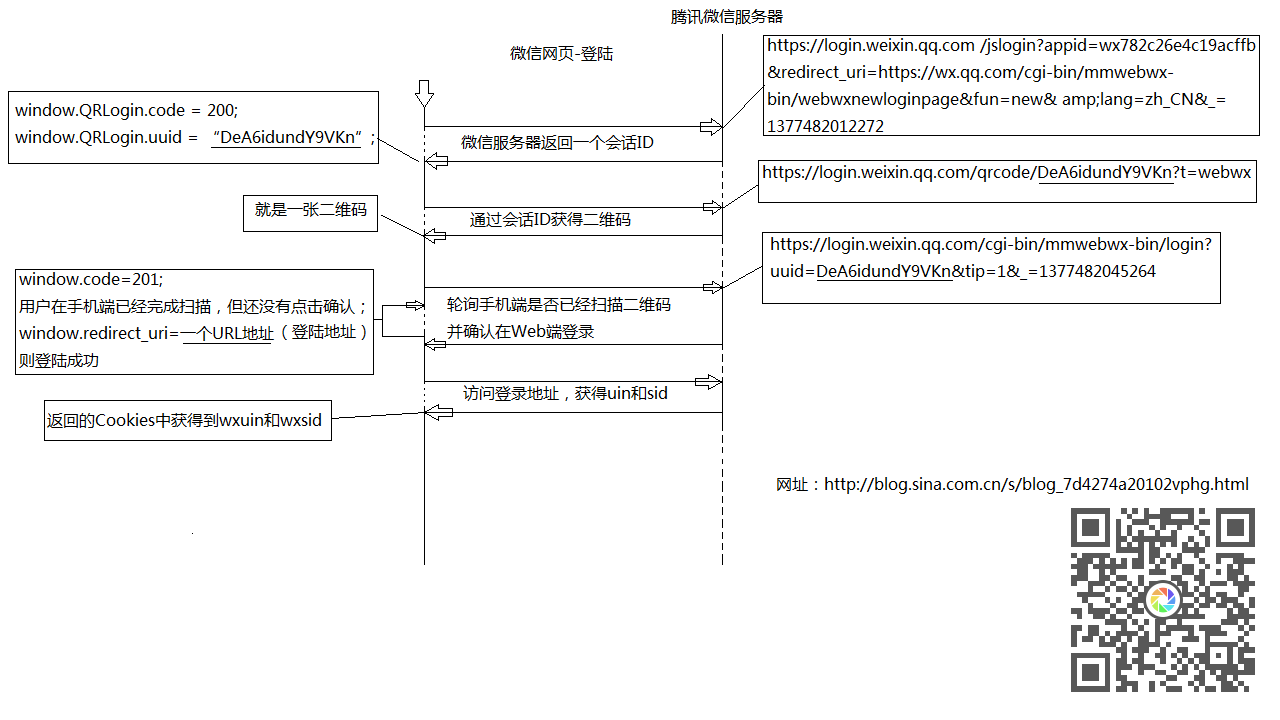 腾讯微信服务器
微信网页-登陆
https://login.weixin.qq.com /jslogin?appid=wx782c26e4c19acffb
&redirect_uri=https://wx.qq.com/cgi-bin/mmwebwx-
bin/webwxnewloginpage&fun=new& amp;lang=zh_CN&_=
1377482012272
window.QRLogin.code = 200;
window.QRLogin.uuid = “DeA6idundY9VKn”;
微信服务器返回一个会话ID
https://login.weixin.qq.com/qrcode/DeA6idundY9VKn?t=webwx
就是一张二维码
通过会话ID获得二维码
https://login.weixin.qq.com/cgi-bin/mmwebwx-bin/login?
uuid=DeA6idundY9VKn&tip=1&_=1377482045264
window.code=201;
用户在手机端已经完成扫描，但还没有点击确认；
window.redirect_uri=一个URL地址（登陆地址）
则登陆成功
轮询手机端是否已经扫描二维码
并确认在Web端登录
访问登录地址，获得uin和sid
返回的Cookies中获得到wxuin和wxsid
网址：http://blog.sina.com.cn/s/blog_7d4274a20102vphg.html